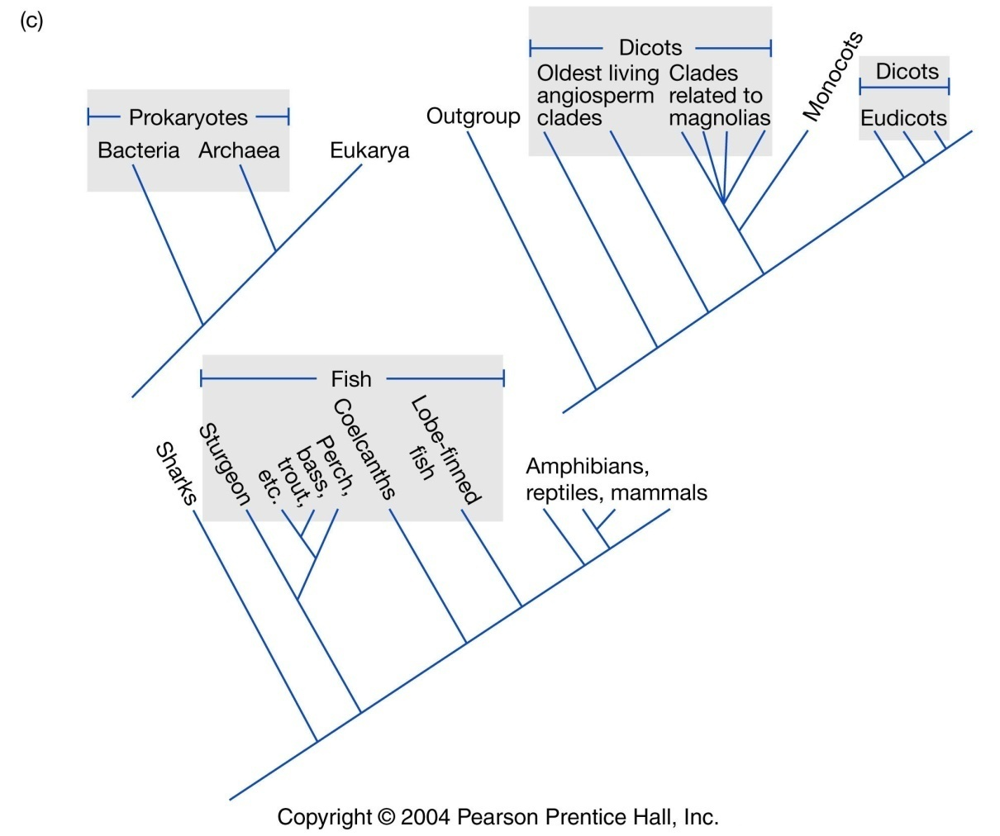 (c)
Prokaryotes
Bacteria Archaea
Eukarya
Outgroup
Dicots
Oldest living
angiosperm
clades
Clades
related to
magnolias
Monocots
Dicots
Eudicots
Fish
Sharks
Sturgeon
Perch,
bass,
trout,
etc.
Coelcanths
Lobe-finned
fish
Amphibians,
reptiles, mammals
Copyright © 2004 Pearson Prentice Hall, Inc.